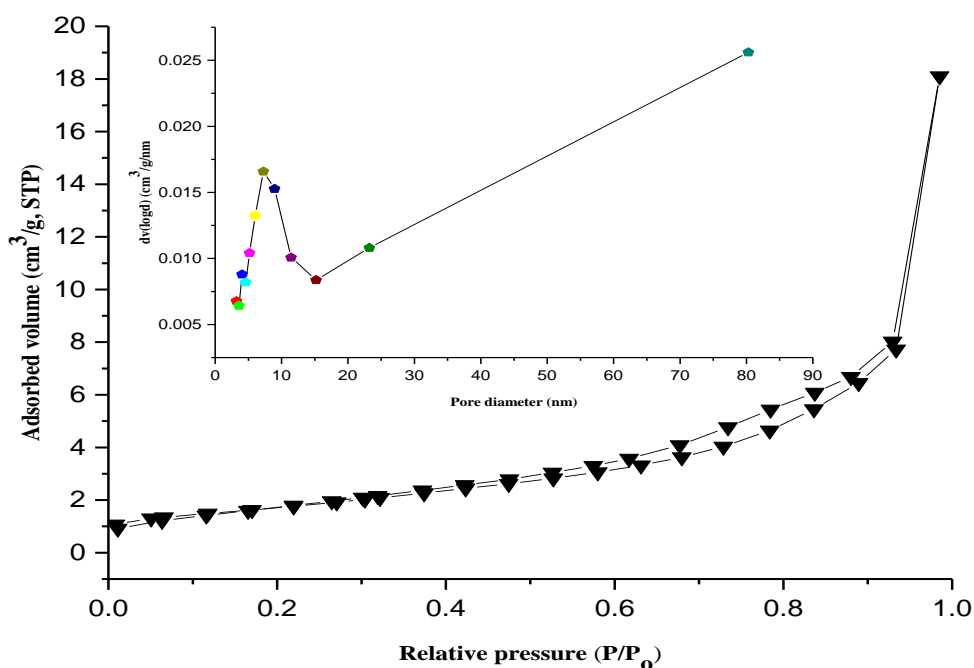 20
18
16
14
12
10
8
6
4
2
0
Adsorbed volume (cm³/g, STP)
0.0 0.2 0.4 0.6 0.8 1.0
Relative pressure (P/Pₒ)
0.025
0.020
0.015
0.010
0.005
dv(logd) (cm³/g/nm
0 10 20 30 40 50 60 70 80 90
Pore diameter (nm)